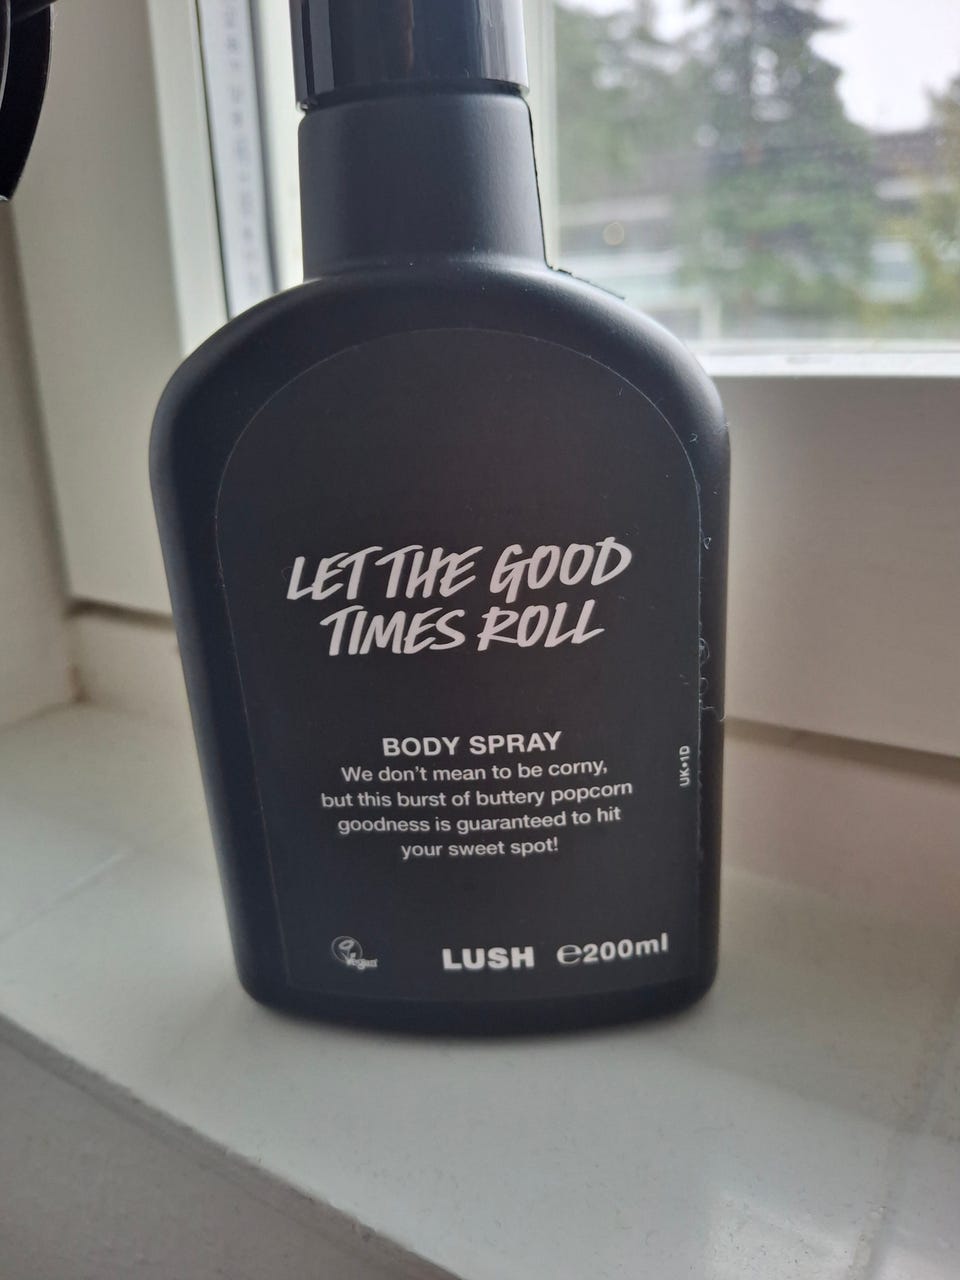 LET THE GOOD
TIMES ROLL
BODY SPRAY
We don't mean to be corny,
but this burst of buttery popcorn
goodness is guaranteed to hit
your sweet spot!
UK•1D
Vegan
LUSH ℮200ml